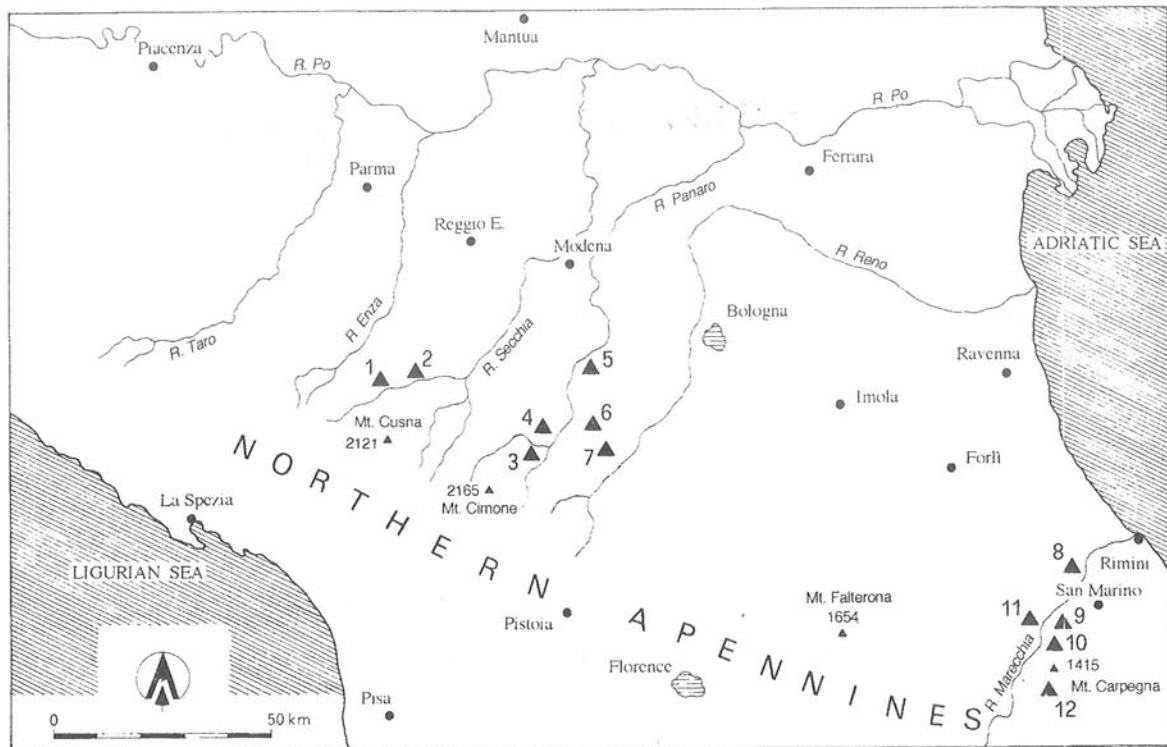 Mantua
Piacenza
R. Po
R. Po
Parma
Ferrara
R. Panaro
Reggio E.
Modena
R. Reno
ADRIATIC SEA
R. Enza
Bologna
R. Taro
R. Secchia
Ravenna
1
2
5
Imola
Mt. Cusna
2121
4
6
3
7
Forlì
NORTHERN APENNINES
2165
Mt. Cimone
La Spezia
LIGURIAN SEA
8
Rimini
San Marino
Mt. Falterona
1654
11
9
Pistoia
10
1415
Florence
R. Marecchia
Mt. Carpegna
12
Pisa
0
50 km